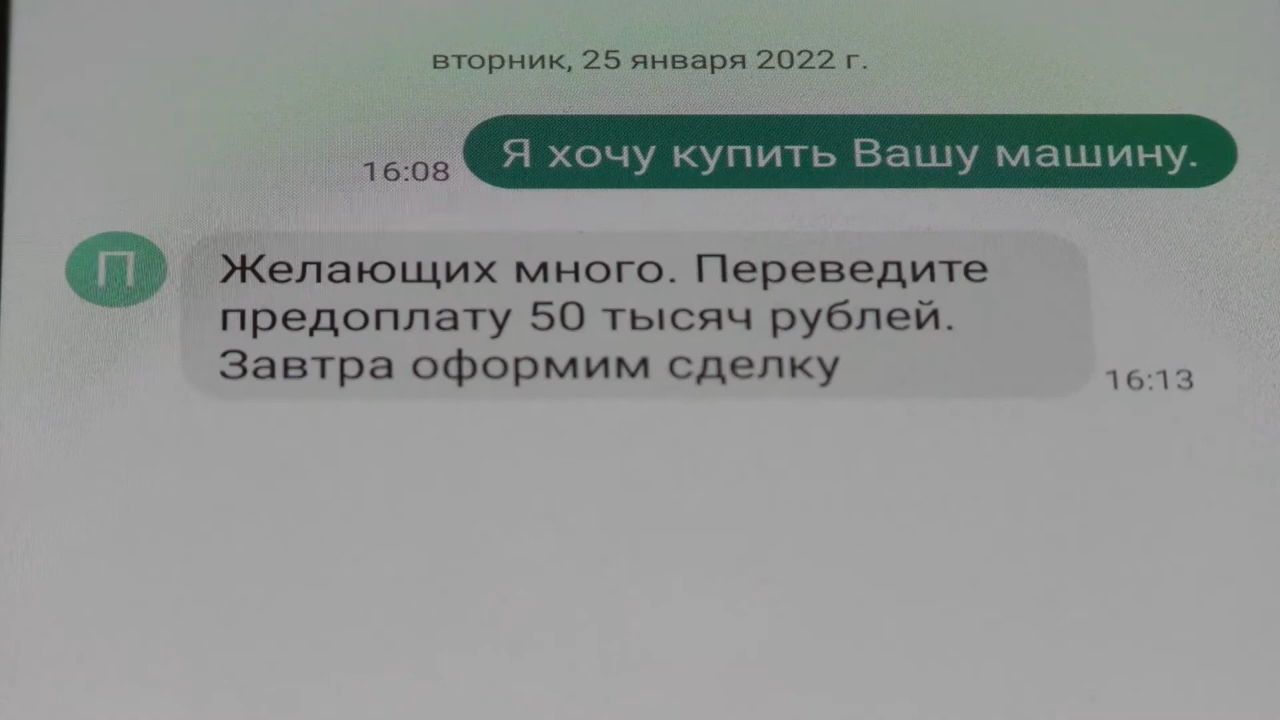 вторник, 25 января 2022 г.
16:08
Я хочу купить Вашу машину.
П
Желающих много. Переведите
предоплату 50 тысяч рублей.
Завтра оформим сделку
16:13